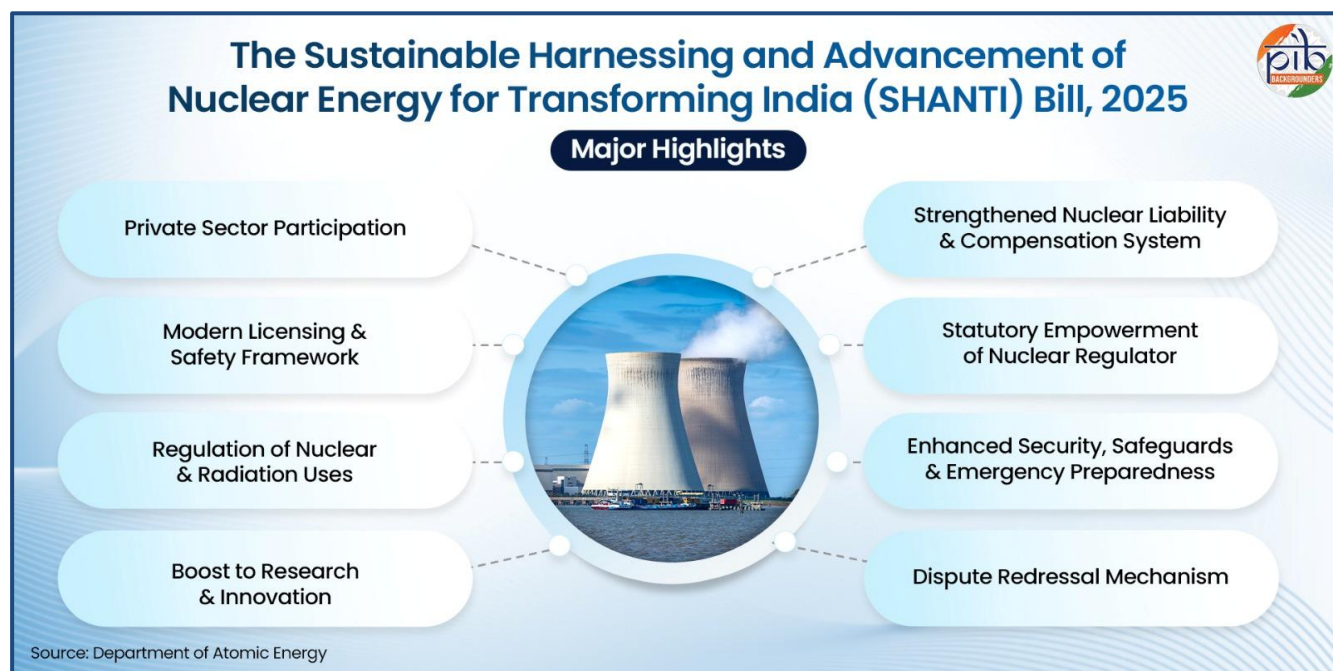 The Sustainable Harnessing and Advancement of
Nuclear Energy for Transforming India (SHANTI) Bill, 2025
pib
BACKGROUNDERS
Major Highlights
Private Sector Participation
Modern Licensing &
Safety Framework
Regulation of Nuclear
& Radiation Uses
Boost to Research
& Innovation
Strengthened Nuclear Liability
& Compensation System
Statutory Empowerment
of Nuclear Regulator
Enhanced Security, Safeguards
& Emergency Preparedness
Dispute Redressal Mechanism
Source: Department of Atomic Energy